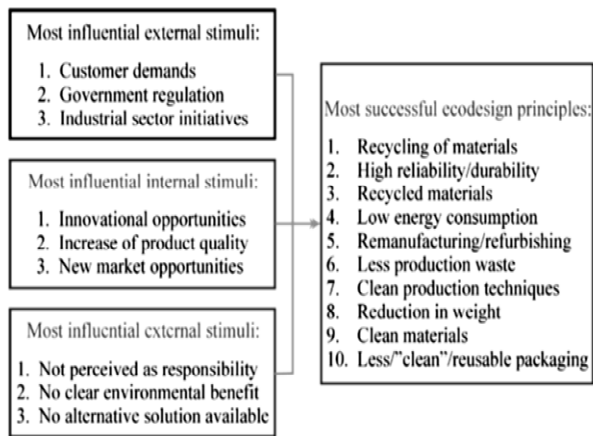 Most influential external stimuli:
1. Customer demands
2. Government regulation
3. Industrial sector initiatives
Most influential internal stimuli:
1. Innovational opportunities
2. Increase of product quality
3. New market opportunities
Most influential external stimuli:
1. Not perceived as responsibility
2. No clear environmental benefit
3. No alternative solution available
Most successful ecodesign principles:
1. Recycling of materials
2. High reliability/durability
3. Recycled materials
4. Low energy consumption
5. Remanufacturing/refurbishing
6. Less production waste
7. Clean production techniques
8. Reduction in weight
9. Clean materials
10. Less/"clean"/reusable packaging